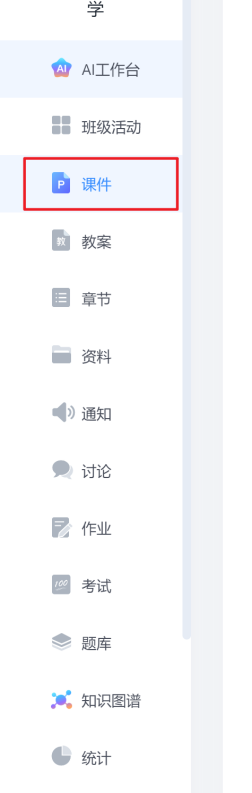 学
AI工作台
班级活动
课件
教案
章节
资料
通知
讨论
作业
考试
题库
知识图谱
统计